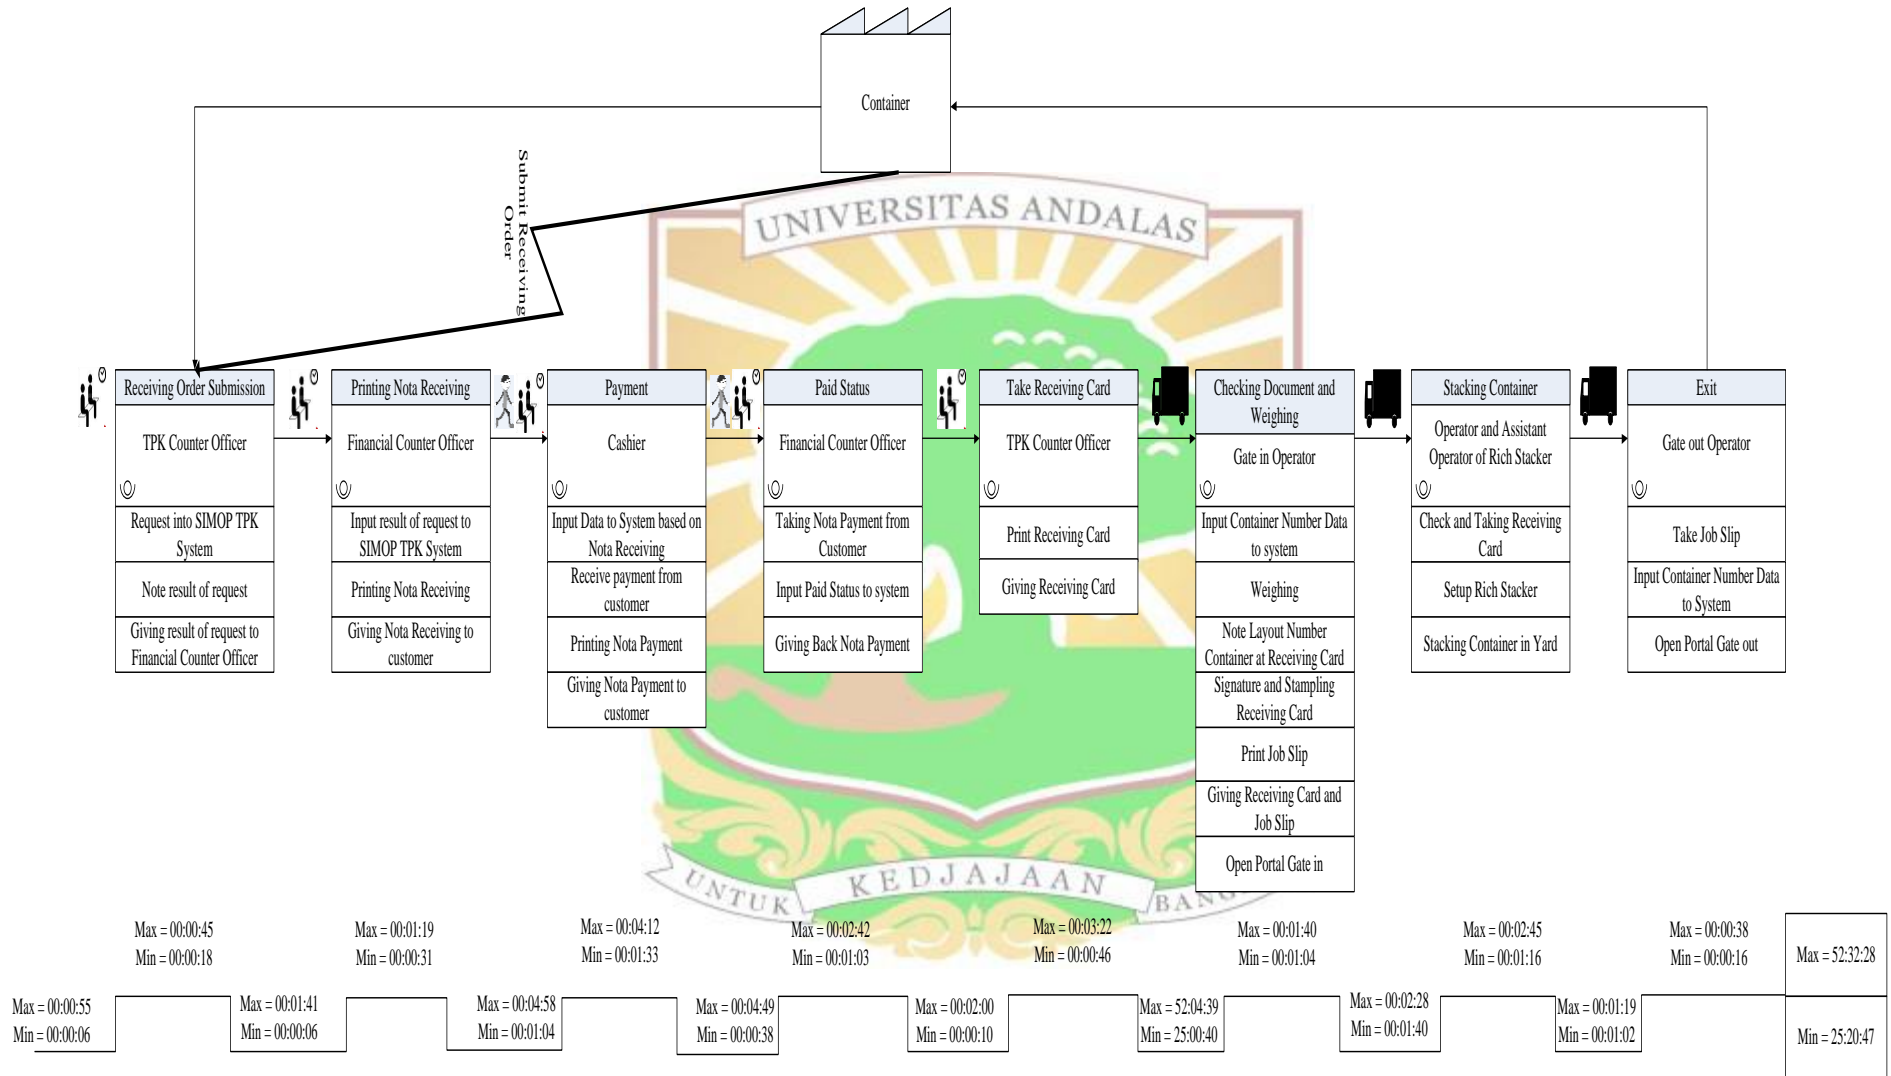 Container
Submit Receiving
Order
UNIVERSITAS ANDALAS
Receiving Order Submission
TPK Counter Officer
Request into SIMOP TPK
System
Note result of request
Giving result of request to
Financial Counter Officer
Printing Nota Receiving
Financial Counter Officer
Input result of request to
SIMOP TPK System
Printing Nota Receiving
Giving Nota Receiving to
customer
Payment
Cashier
Input Data to System based on
Nota Receiving
Receive payment from
customer
Printing Nota Payment
Giving Nota Payment to
customer
Paid Status
Financial Counter Officer
Taking Nota Payment from
Customer
Input Paid Status to system
Giving Back Nota Payment
Take Receiving Card
TPK Counter Officer
Print Receiving Card
Giving Receiving Card
Checking Document and
Weighing
Gate in Operator
Input Container Number Data
to system
Weighing
Note Layout Number
Container at Receiving Card
Signature and Stampling
Receiving Card
Print Job Slip
Giving Receiving Card and
Job Slip
Open Portal Gate in
Stacking Container
Operator and Assistant
Operator of Rich Stacker
Check and Taking Receiving
Card
Setup Rich Stacker
Stacking Container in Yard
Exit
Gate out Operator
Take Job Slip
Input Container Number Data
to System
Open Portal Gate out
UNTUK KEDJAJAAN
Max = 00:00:45
Min = 00:00:18
Max = 00:01:19
Min = 00:00:31
Max = 00:04:12
Min = 00:01:33
Max = 00:02:42
Min = 00:01:03
Max = 00:03:22
Min = 00:00:46
Max = 00:01:40
Min = 00:01:04
Max = 00:02:45
Min = 00:01:16
Max = 00:00:38
Min = 00:00:16
Max = 52:32:28
Max = 00:00:55
Min = 00:00:06
Max = 00:01:41
Min = 00:00:06
Max = 00:04:58
Min = 00:01:04
Max = 00:04:49
Min = 00:00:38
Max = 00:02:00
Min = 00:00:10
Max = 52:04:39
Min = 25:00:40
Max = 00:02:28
Min = 00:01:40
Max = 00:01:19
Min = 00:01:02
Min = 25:20:47